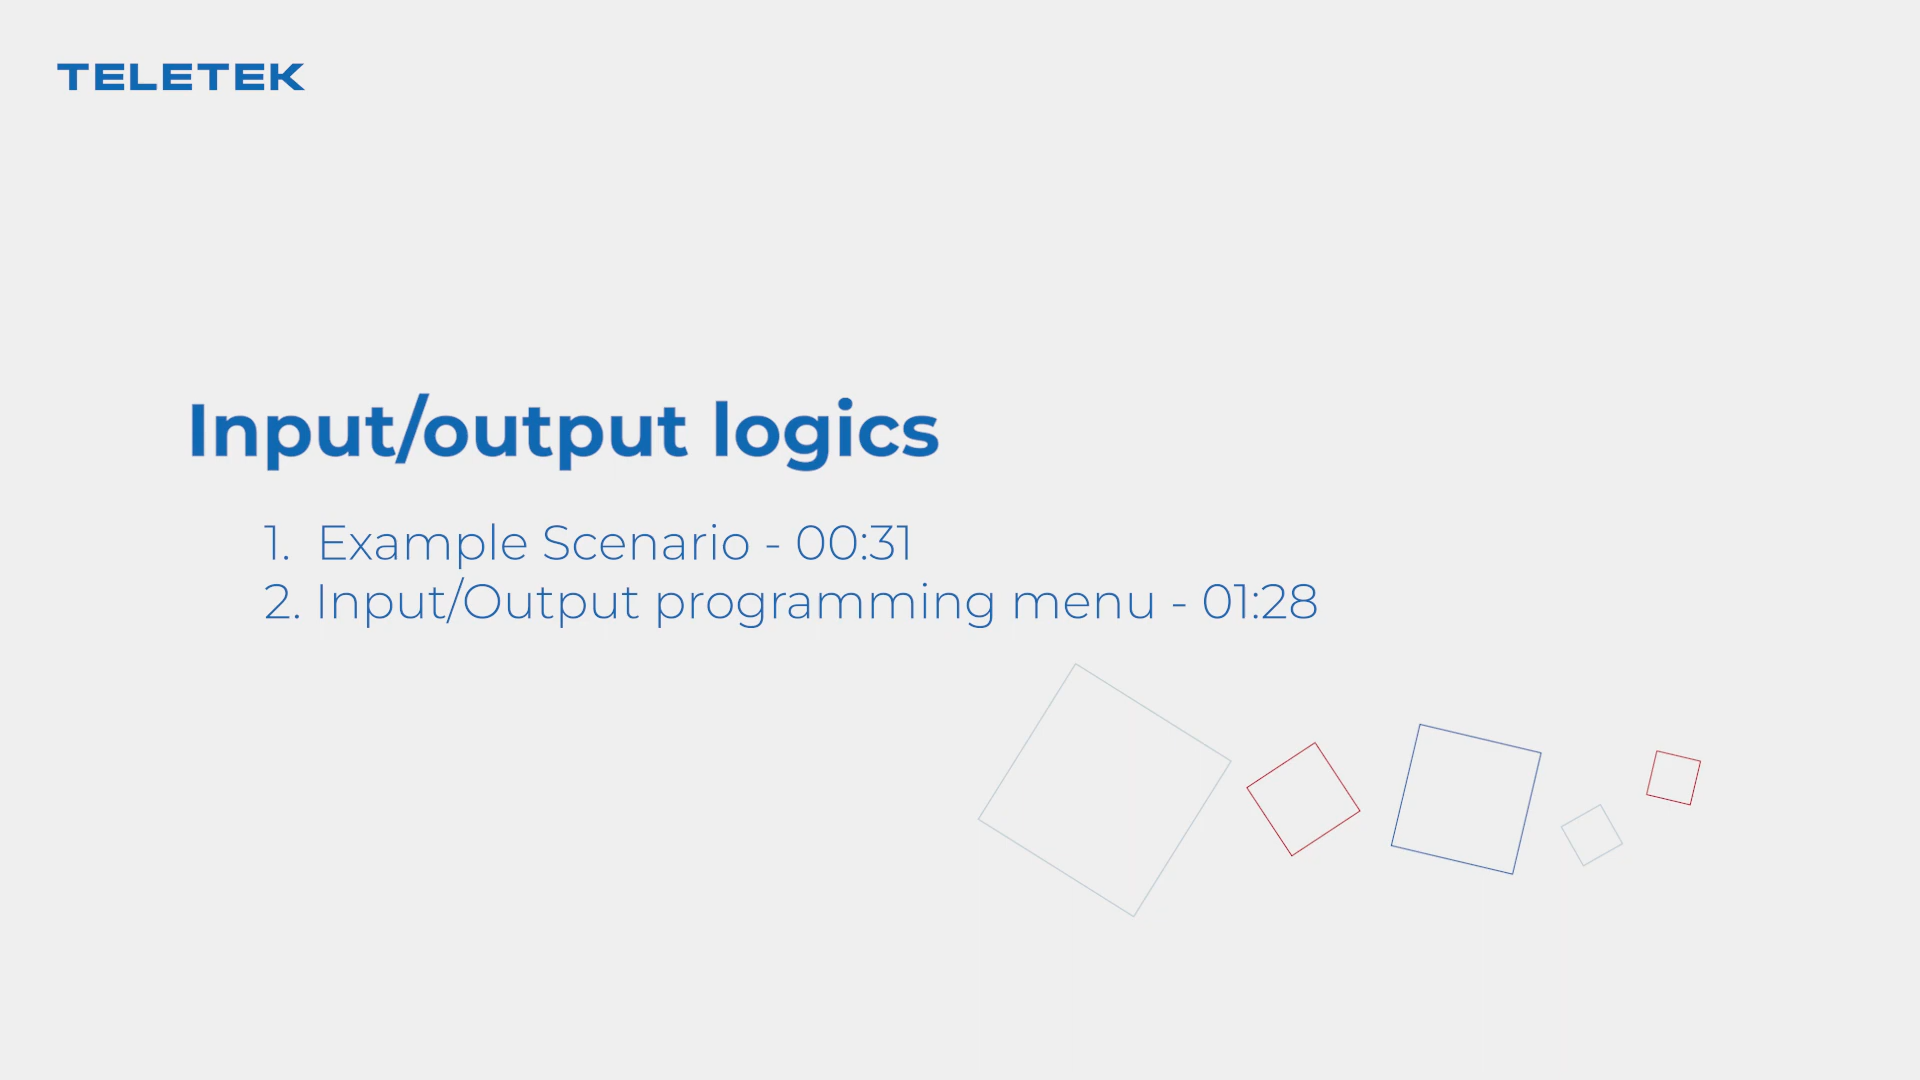 TELETEK
Input/output logics
1. Example Scenario - 00:31
2. Input/Output programming menu - 01:28